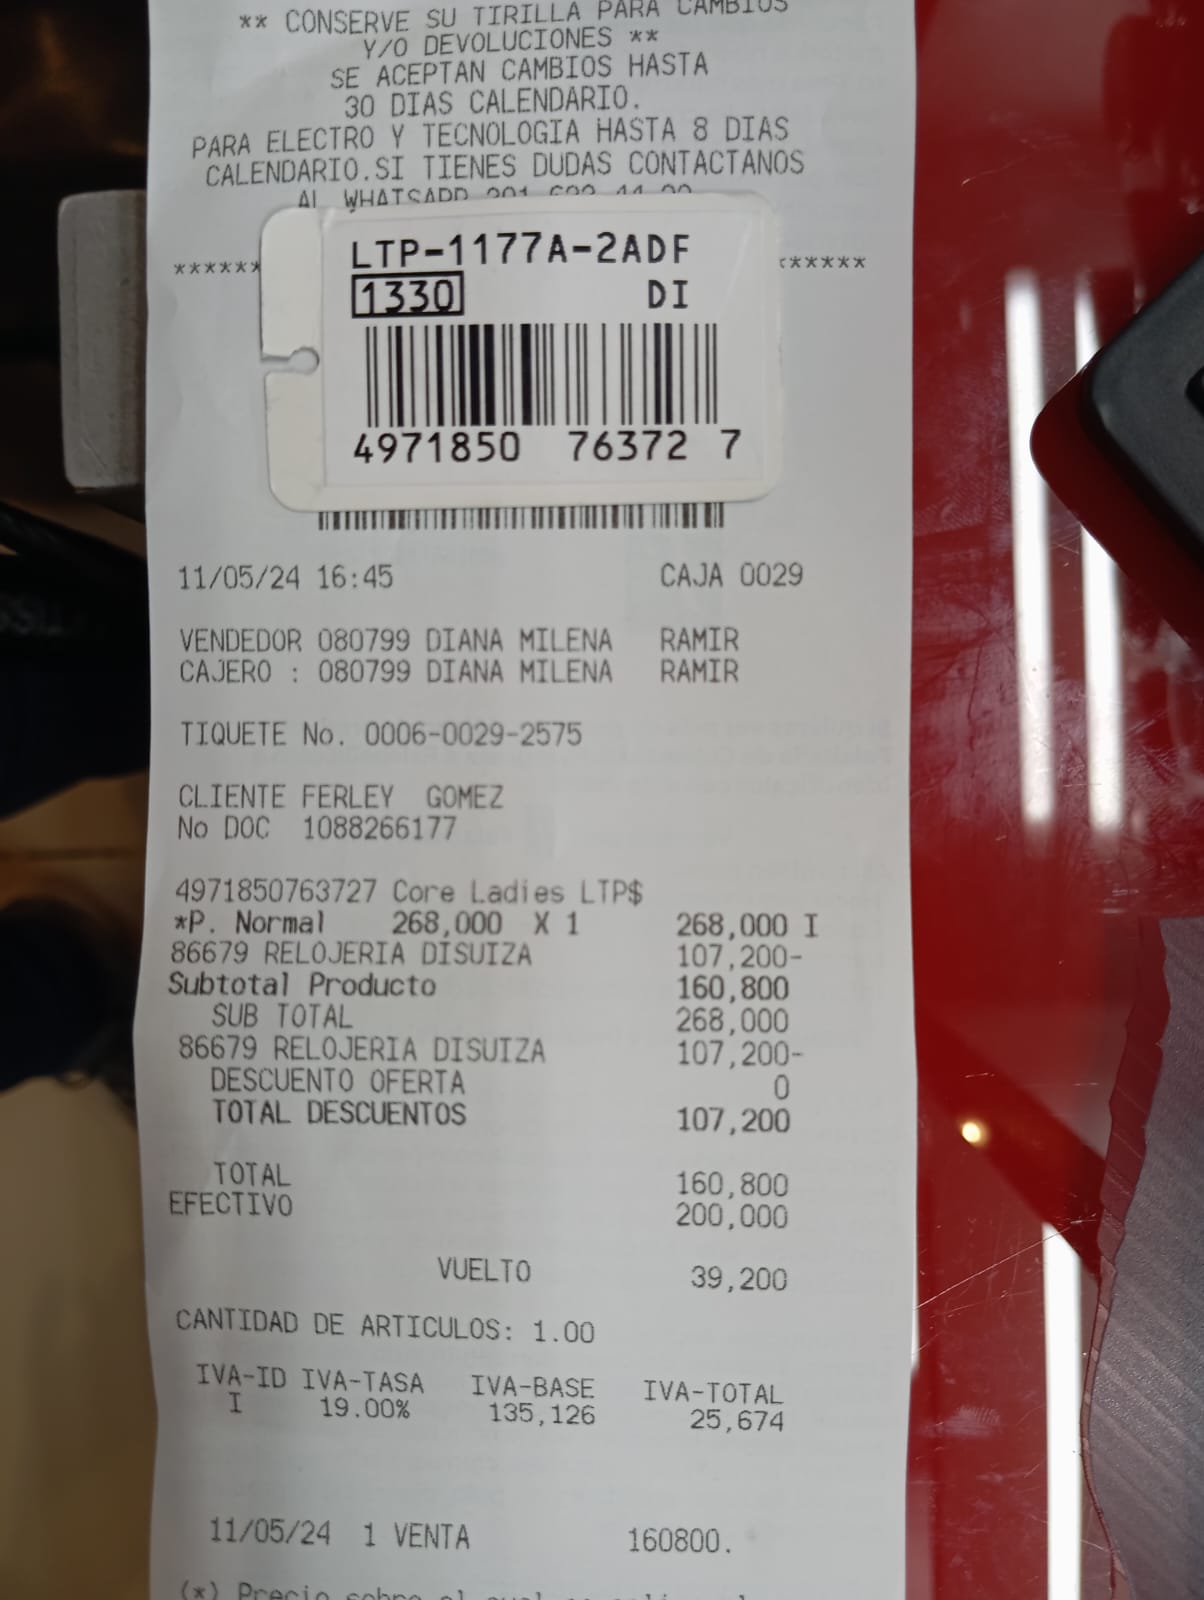 ** CONSERVE SU TIRILLA PARA CAMBIOS
Y/O DEVOLUCIONES **
SE ACEPTAN CAMBIOS HASTA
30 DIAS CALENDARIO.
PARA ELECTRO Y TECNOLOGIA HASTA 8 DIAS
CALENDARIO.SI TIENES DUDAS CONTACTANOS
AL WHATSAPP
LTP-1177A-2ADF
1330 DI
4971850 76372 7
11/05/24 16:45 CAJA 0029
VENDEDOR 080799 DIANA MILENA RAMIR
CAJERO : 080799 DIANA MILENA RAMIR
TIQUETE No. 0006-0029-2575
CLIENTE FERLEY GOMEZ
No DOC 1088266177
4971850763727 Core Ladies LTP$
*P. Normal 268,000 X 1 268,000 I
86679 RELOJERIA DISUIZA 107,200-
Subtotal Producto 160,800
SUB TOTAL 268,000
86679 RELOJERIA DISUIZA 107,200-
DESCUENTO OFERTA 0
TOTAL DESCUENTOS 107,200
TOTAL 160,800
EFECTIVO 200,000
VUELTO 39,200
CANTIDAD DE ARTICULOS: 1.00
IVA-ID IVA-TASA IVA-BASE IVA-TOTAL
I 19.00% 135,126 25,674
11/05/24 1 VENTA 160800.
(*) Precio sobre el cual